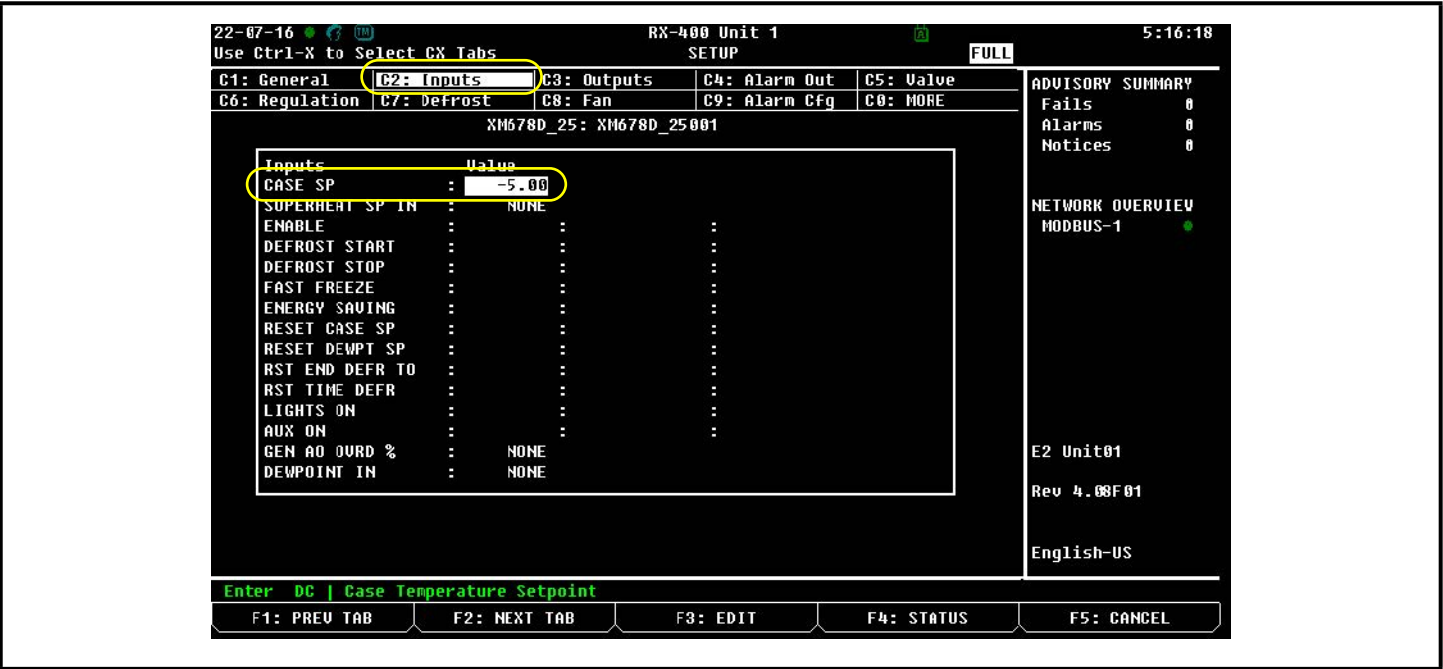 22-07-16 TM RX-400 Unit 1 A 5:16:18
Use Ctrl-X to Select CX Tabs SETUP FULL
C1: General C2: Inputs C3: Outputs C4: Alarm Out C5: Valve
C6: Regulation C7: Defrost C8: Fan C9: Alarm Cfg C0: MORE
XM678D_25: XM678D_25001
Inputs Value
CASE SP : -5.00
SUPERHEAT SP IN : NONE
ENABLE : : :
DEFROST START : : :
DEFROST STOP : : :
FAST FREEZE : : :
ENERGY SAVING : : :
RESET CASE SP : : :
RESET DEWPT SP : : :
RST END DEFR TO : : :
RST TIME DEFR : : :
LIGHTS ON : : :
AUX ON : : :
GEN AO OVRD % : NONE
DEWPOINT IN : NONE
ADVISORY SUMMARY
Fails 0
Alarms 0
Notices 0
NETWORK OVERVIEW
MODBUS-1
E2 Unit01
Rev 4.08F01
English-US
Enter DC | Case Temperature Setpoint
F1: PREV TAB F2: NEXT TAB F3: EDIT F4: STATUS F5: CANCEL